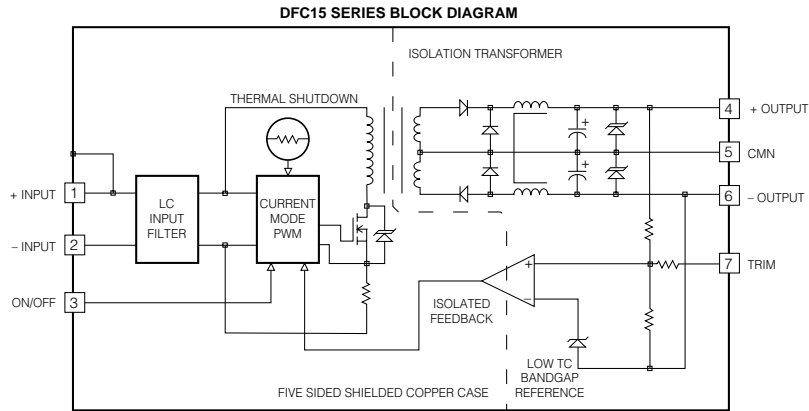 DFC15 SERIES BLOCK DIAGRAM
ISOLATION TRANSFORMER
THERMAL SHUTDOWN
4 + OUTPUT
+
5 CMN
+
+ INPUT 1
6 – OUTPUT
LC
INPUT
FILTER
CURRENT
MODE
PWM
– INPUT 2
7 TRIM
+
–
ON/OFF 3
ISOLATED
FEEDBACK
LOW TC
BANDGAP
REFERENCE
FIVE SIDED SHIELDED COPPER CASE